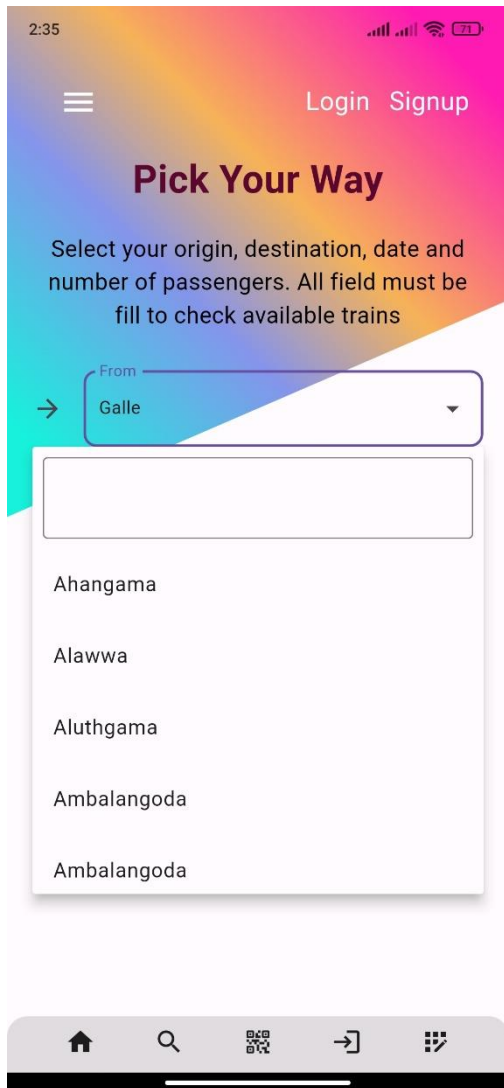 2:35
71
Login Signup
Pick Your Way
Select your origin, destination, date and
number of passengers. All field must be
fill to check available trains
From
Galle
Ahangama
Alawwa
Aluthgama
Ambalangoda
Ambalangoda